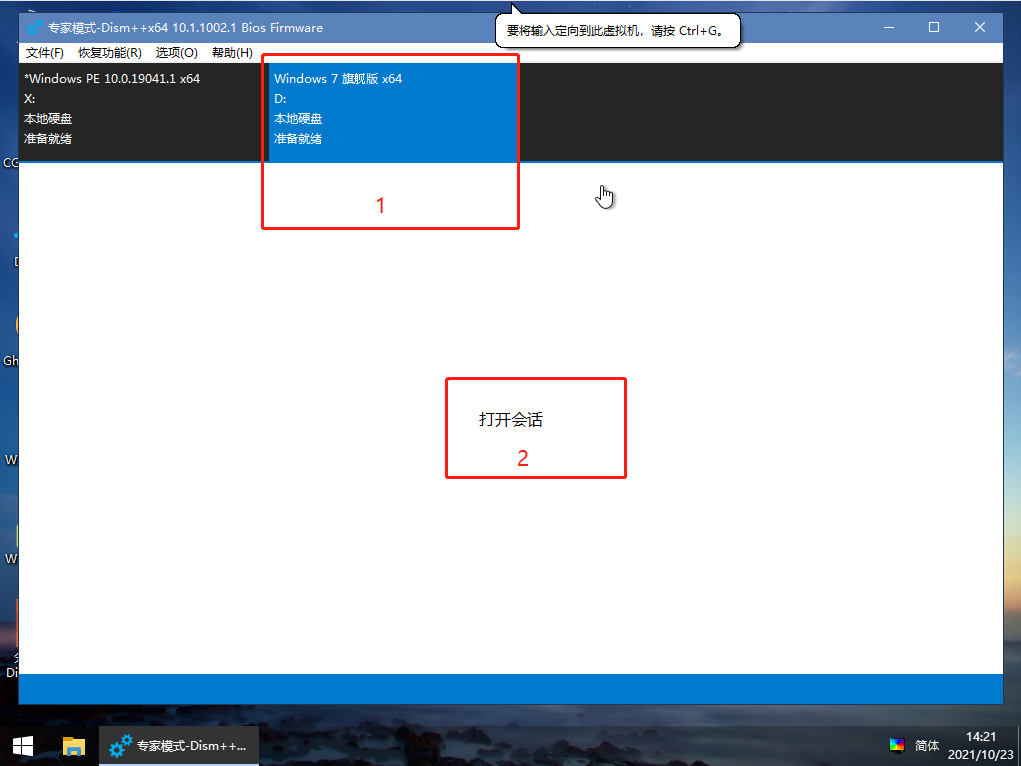 专家模式-Dism++x64 10.1.1002.1 Bios Firmware
要将输入定向到此虚拟机，请按 Ctrl+G。
文件(F) 恢复功能(R) 选项(O) 帮助(H)
*Windows PE 10.0.19041.1 x64
X:
本地硬盘
准备就绪
Windows 7 旗舰版 x64
D:
本地硬盘
准备就绪
1
打开会话
2
CG
Gh
Di
专家模式-Dism++...
简体
14:21
2021/10/23